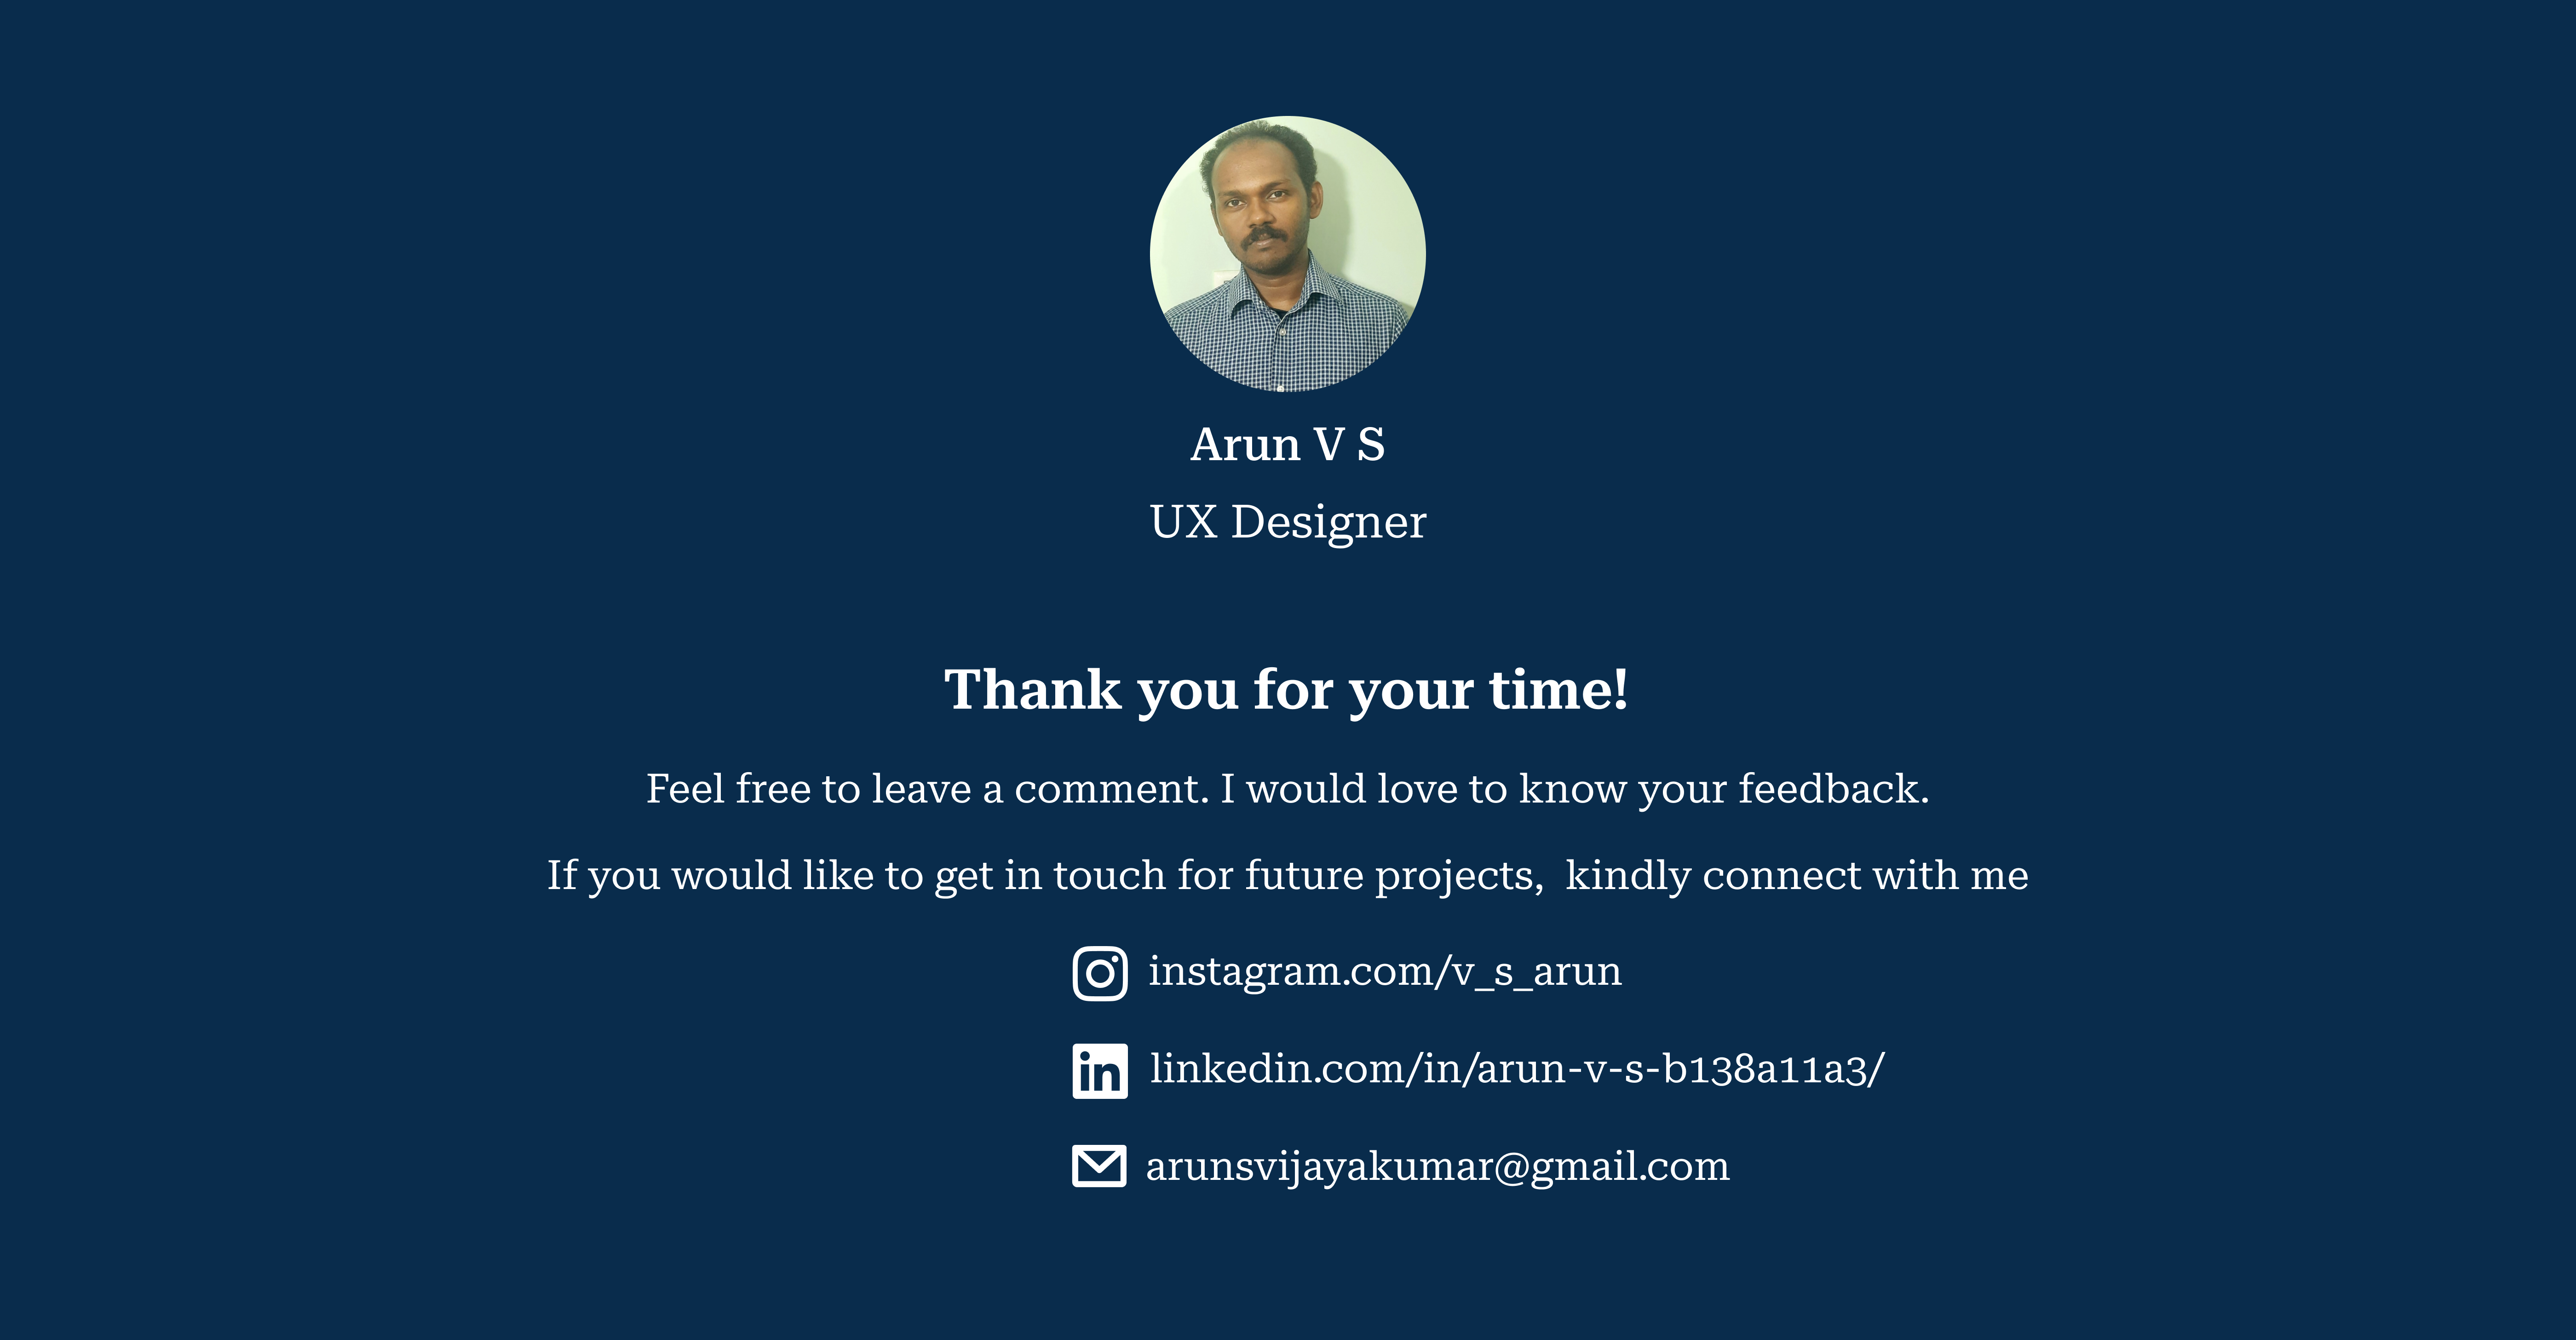 Arun V S
UX Designer
Thank you for your time!
Feel free to leave a comment. I would love to know your feedback.
If you would like to get in touch for future projects,  kindly connect with me
instagram.com/v_s_arun
linkedin.com/in/arun-v-s-b138a11a3/
arunsvijayakumar@gmail.com